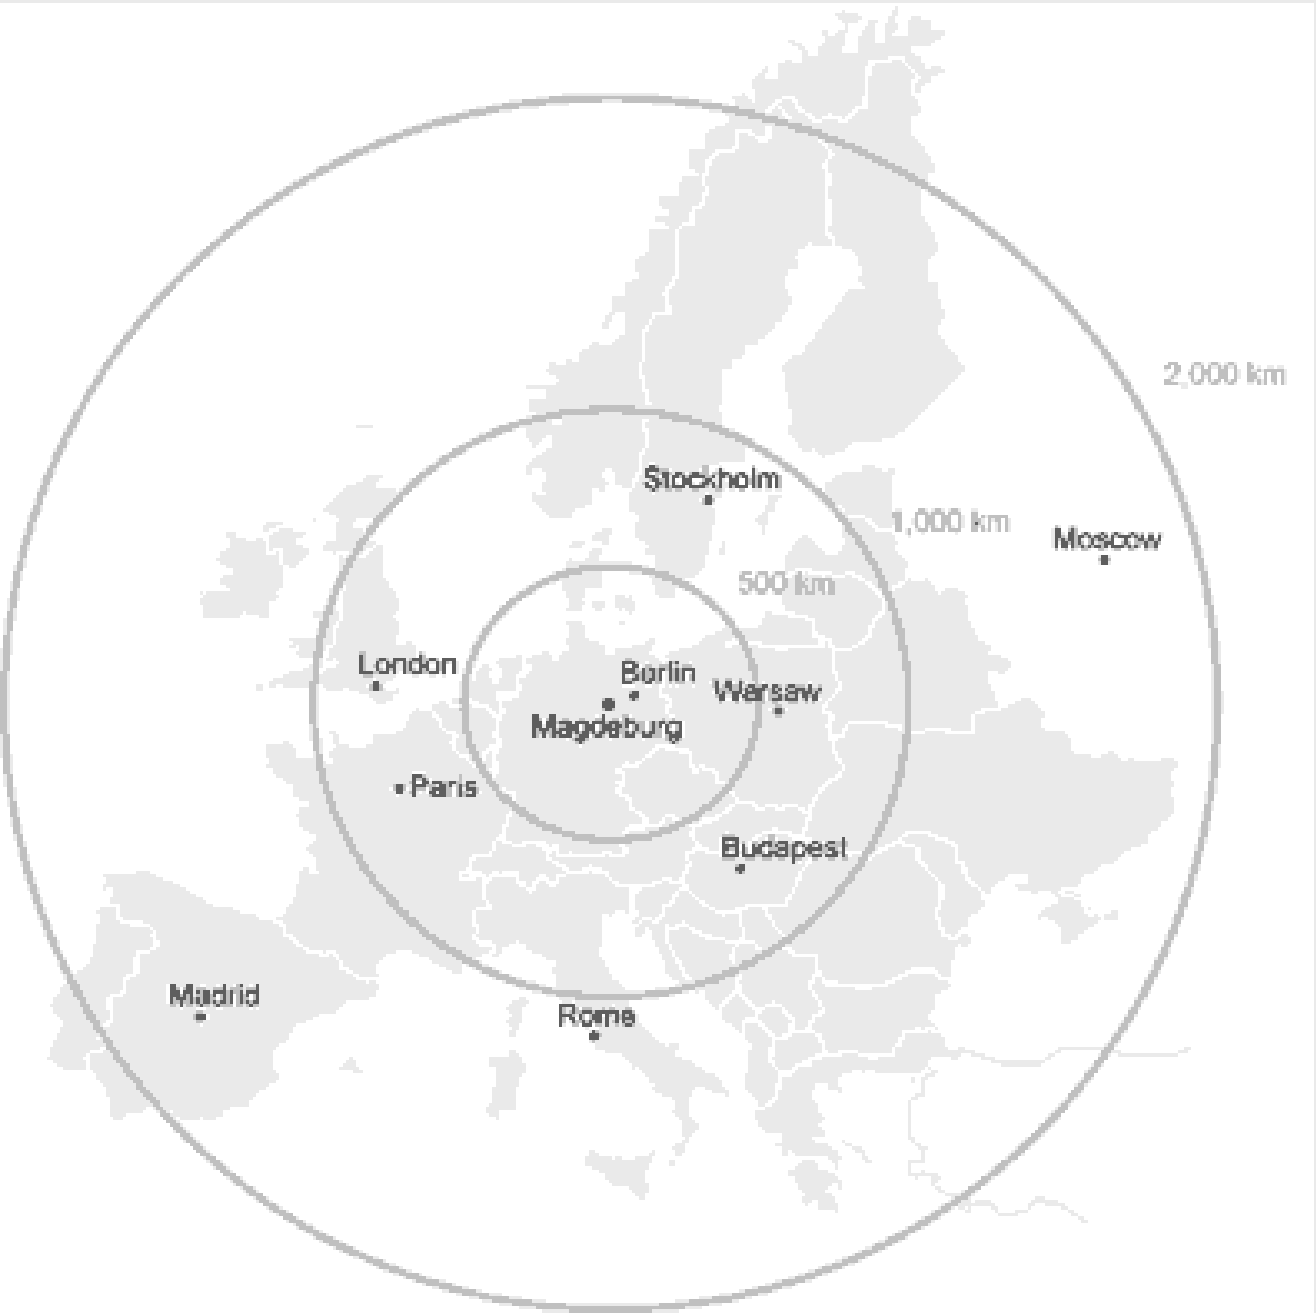 2,000 km
Stockholm
1,000 km
Moscow
500 km
London
Berlin
Warsaw
Magdeburg
Paris
Budapest
Madrid
Rome